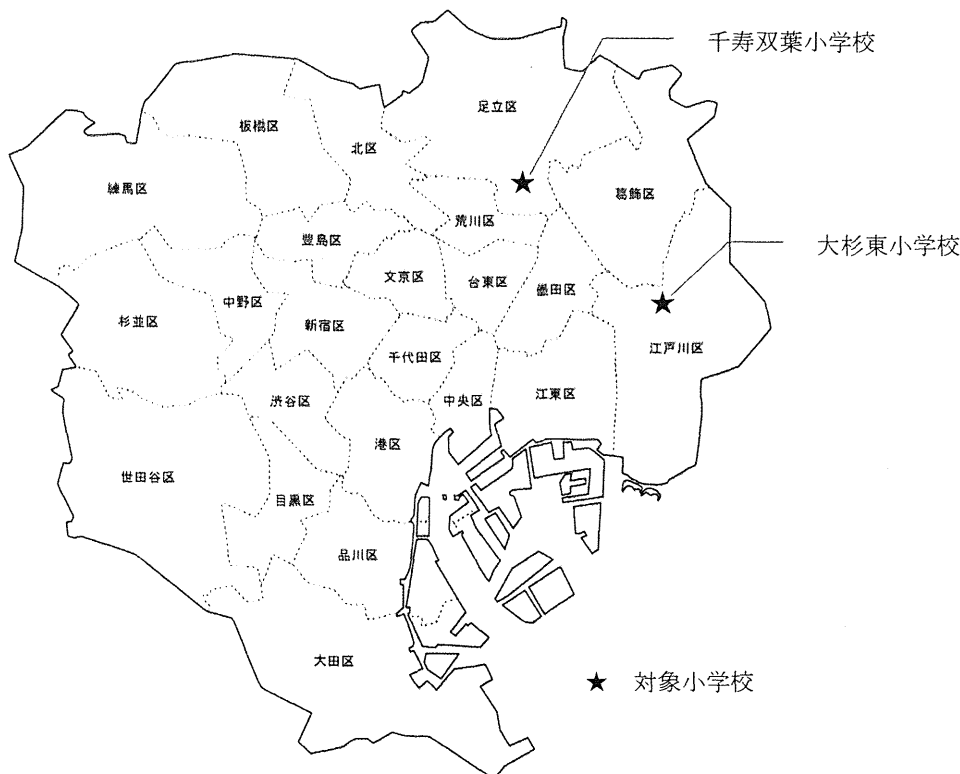 千寿双葉小学校
足立区
板橋区
北区
練馬区
葛飾区
荒川区
豊島区
大杉東小学校
文京区
台東区
墨田区
中野区
杉並区
新宿区
江戸川区
千代田区
渋谷区
中央区
江東区
港区
世田谷区
目黒区
品川区
大田区
★ 対象小学校